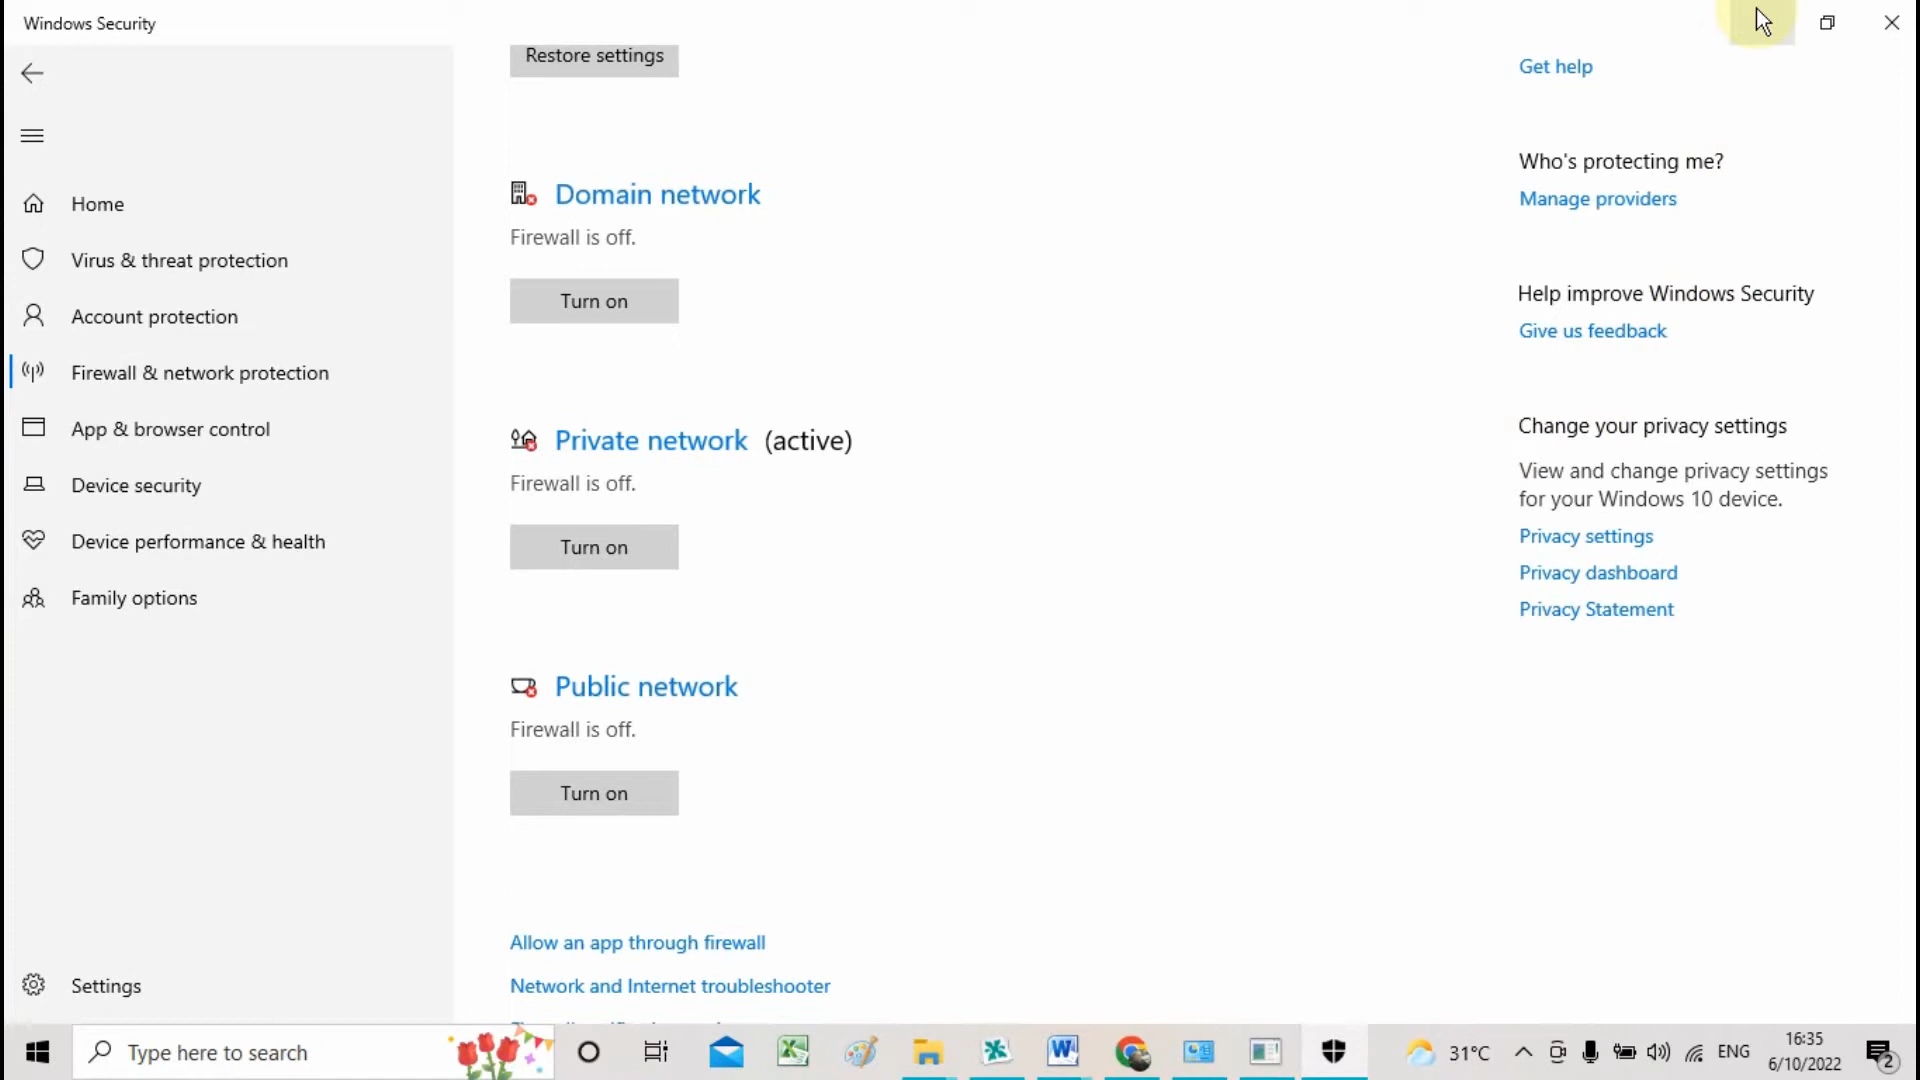 Windows Security
Restore settings
Get help
Who's protecting me?
Manage providers
Help improve Windows Security
Give us feedback
Change your privacy settings
View and change privacy settings
for your Windows 10 device.
Privacy settings
Privacy dashboard
Privacy Statement
Home
Virus & threat protection
Account protection
Firewall & network protection
App & browser control
Device security
Device performance & health
Family options
Settings
Domain network
Firewall is off.
Turn on
Private network (active)
Firewall is off.
Turn on
Public network
Firewall is off.
Turn on
Allow an app through firewall
Network and Internet troubleshooter
Type here to search
31°C
ENG
16:35
6/10/2022
2